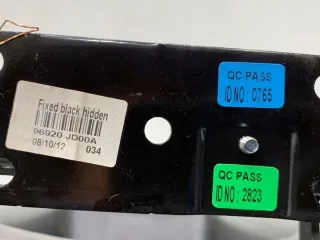 Fixed black hidden
96920 JD00A
08/10/12 034
QC PASS
ID NO : 0765
QC PASS
ID NO : 2823